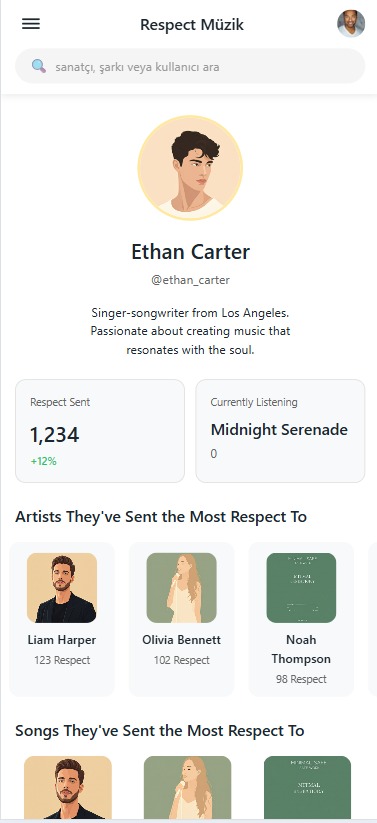 Respect Müzik
sanatçı, şarkı veya kullanıcı ara
Ethan Carter
@ethan_carter
Singer-songwriter from Los Angeles.
Passionate about creating music that
resonates with the soul.
Respect Sent
1,234
+12%
Currently Listening
Midnight Serenade
0
Artists They've Sent the Most Respect To
Liam Harper
123 Respect
Olivia Bennett
102 Respect
Noah
Thompson
98 Respect
Songs They've Sent the Most Respect To